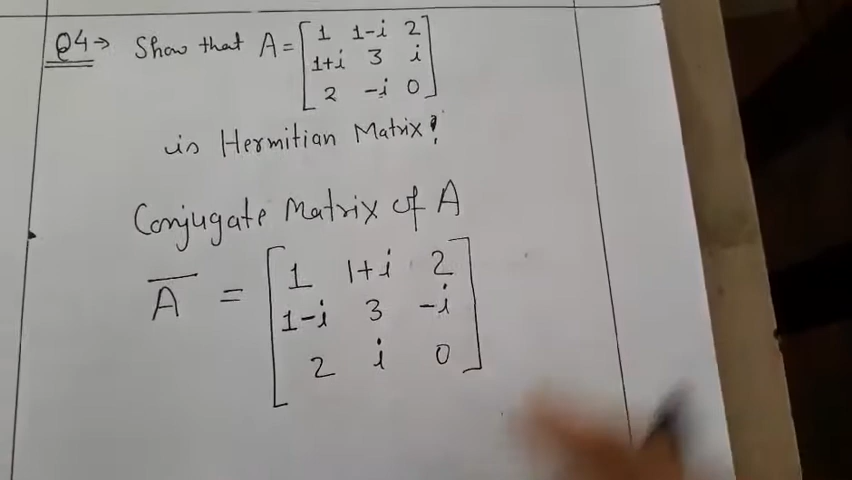 Q4→ Show that A = [1 1-i 2
1+i 3 i
2 -i 0]
is Hermitian Matrix?
Conjugate Matrix of A
A̅ = [1 1+i 2
1-i 3 -i
2 i 0]